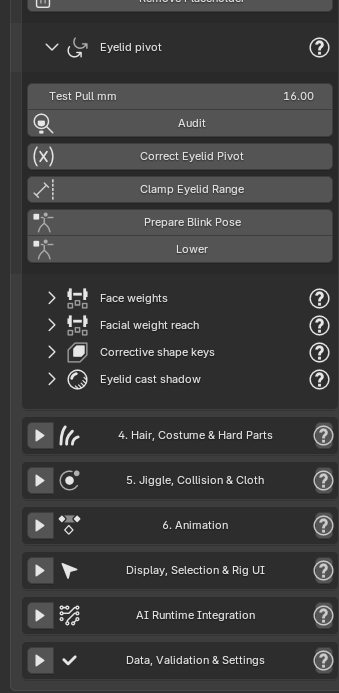 Remove Placeholder
Eyelid pivot
Test Pull mm 16.00
Audit
Correct Eyelid Pivot
Clamp Eyelid Range
Prepare Blink Pose
Lower
Face weights
Facial weight reach
Corrective shape keys
Eyelid cast shadow
4. Hair, Costume & Hard Parts
5. Jiggle, Collision & Cloth
6. Animation
Display, Selection & Rig UI
AI Runtime Integration
Data, Validation & Settings